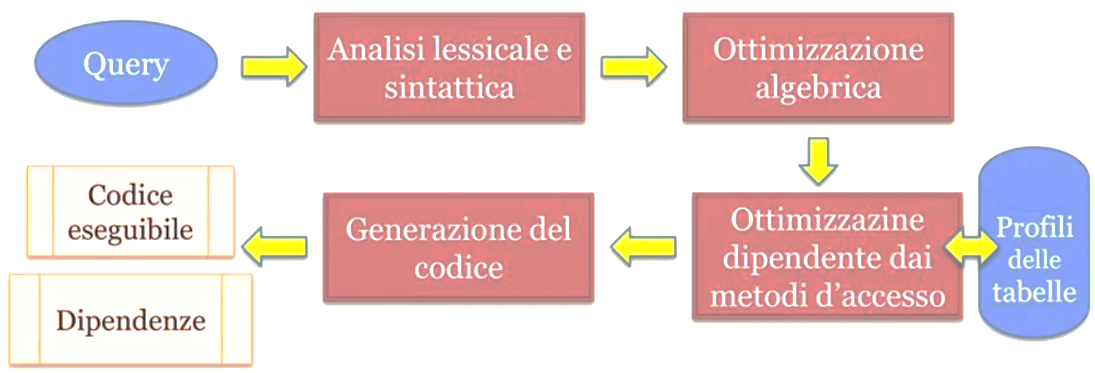 Query
Analisi lessicale e
sintattica
Ottimizzazione
algebrica
Codice
eseguibile
Generazione del
codice
Ottimizzazine
dipendente dai
metodi d'accesso
Profili
delle
tabelle
Dipendenze